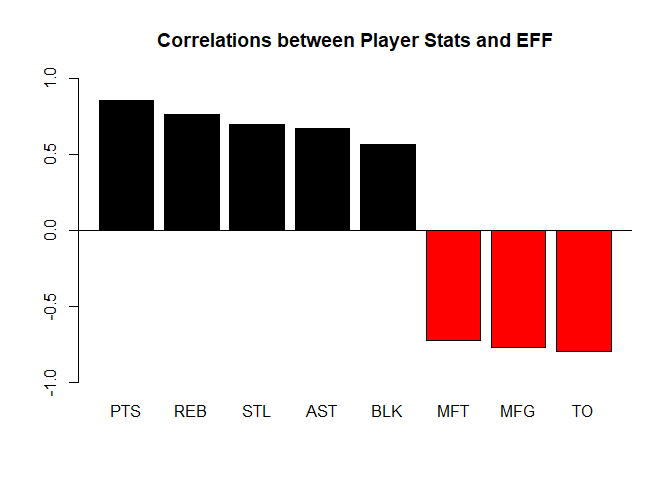 Correlations between Player Stats and EFF
1.0
0.5
0.0
-0.5
-1.0
PTS REB STL AST BLK MFT MFG TO